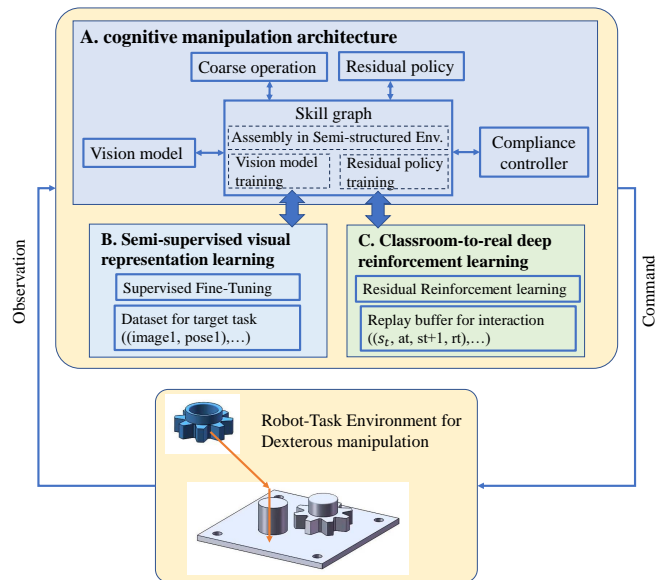 A. cognitive manipulation architecture
Coarse operation
Residual policy
Skill graph
Assembly in Semi-structured Env.
Vision model
training
Residual policy
training
Vision model
Compliance
controller
B. Semi-supervised visual
representation learning
Supervised Fine-Tuning
Dataset for target task
((image1, pose1),…)
C. Classroom-to-real deep
reinforcement learning
Residual Reinforcement learning
Replay buffer for interaction
((sₜ, at, st+1, rt),…)
Observation
Command
Robot-Task Environment for
Dexterous manipulation